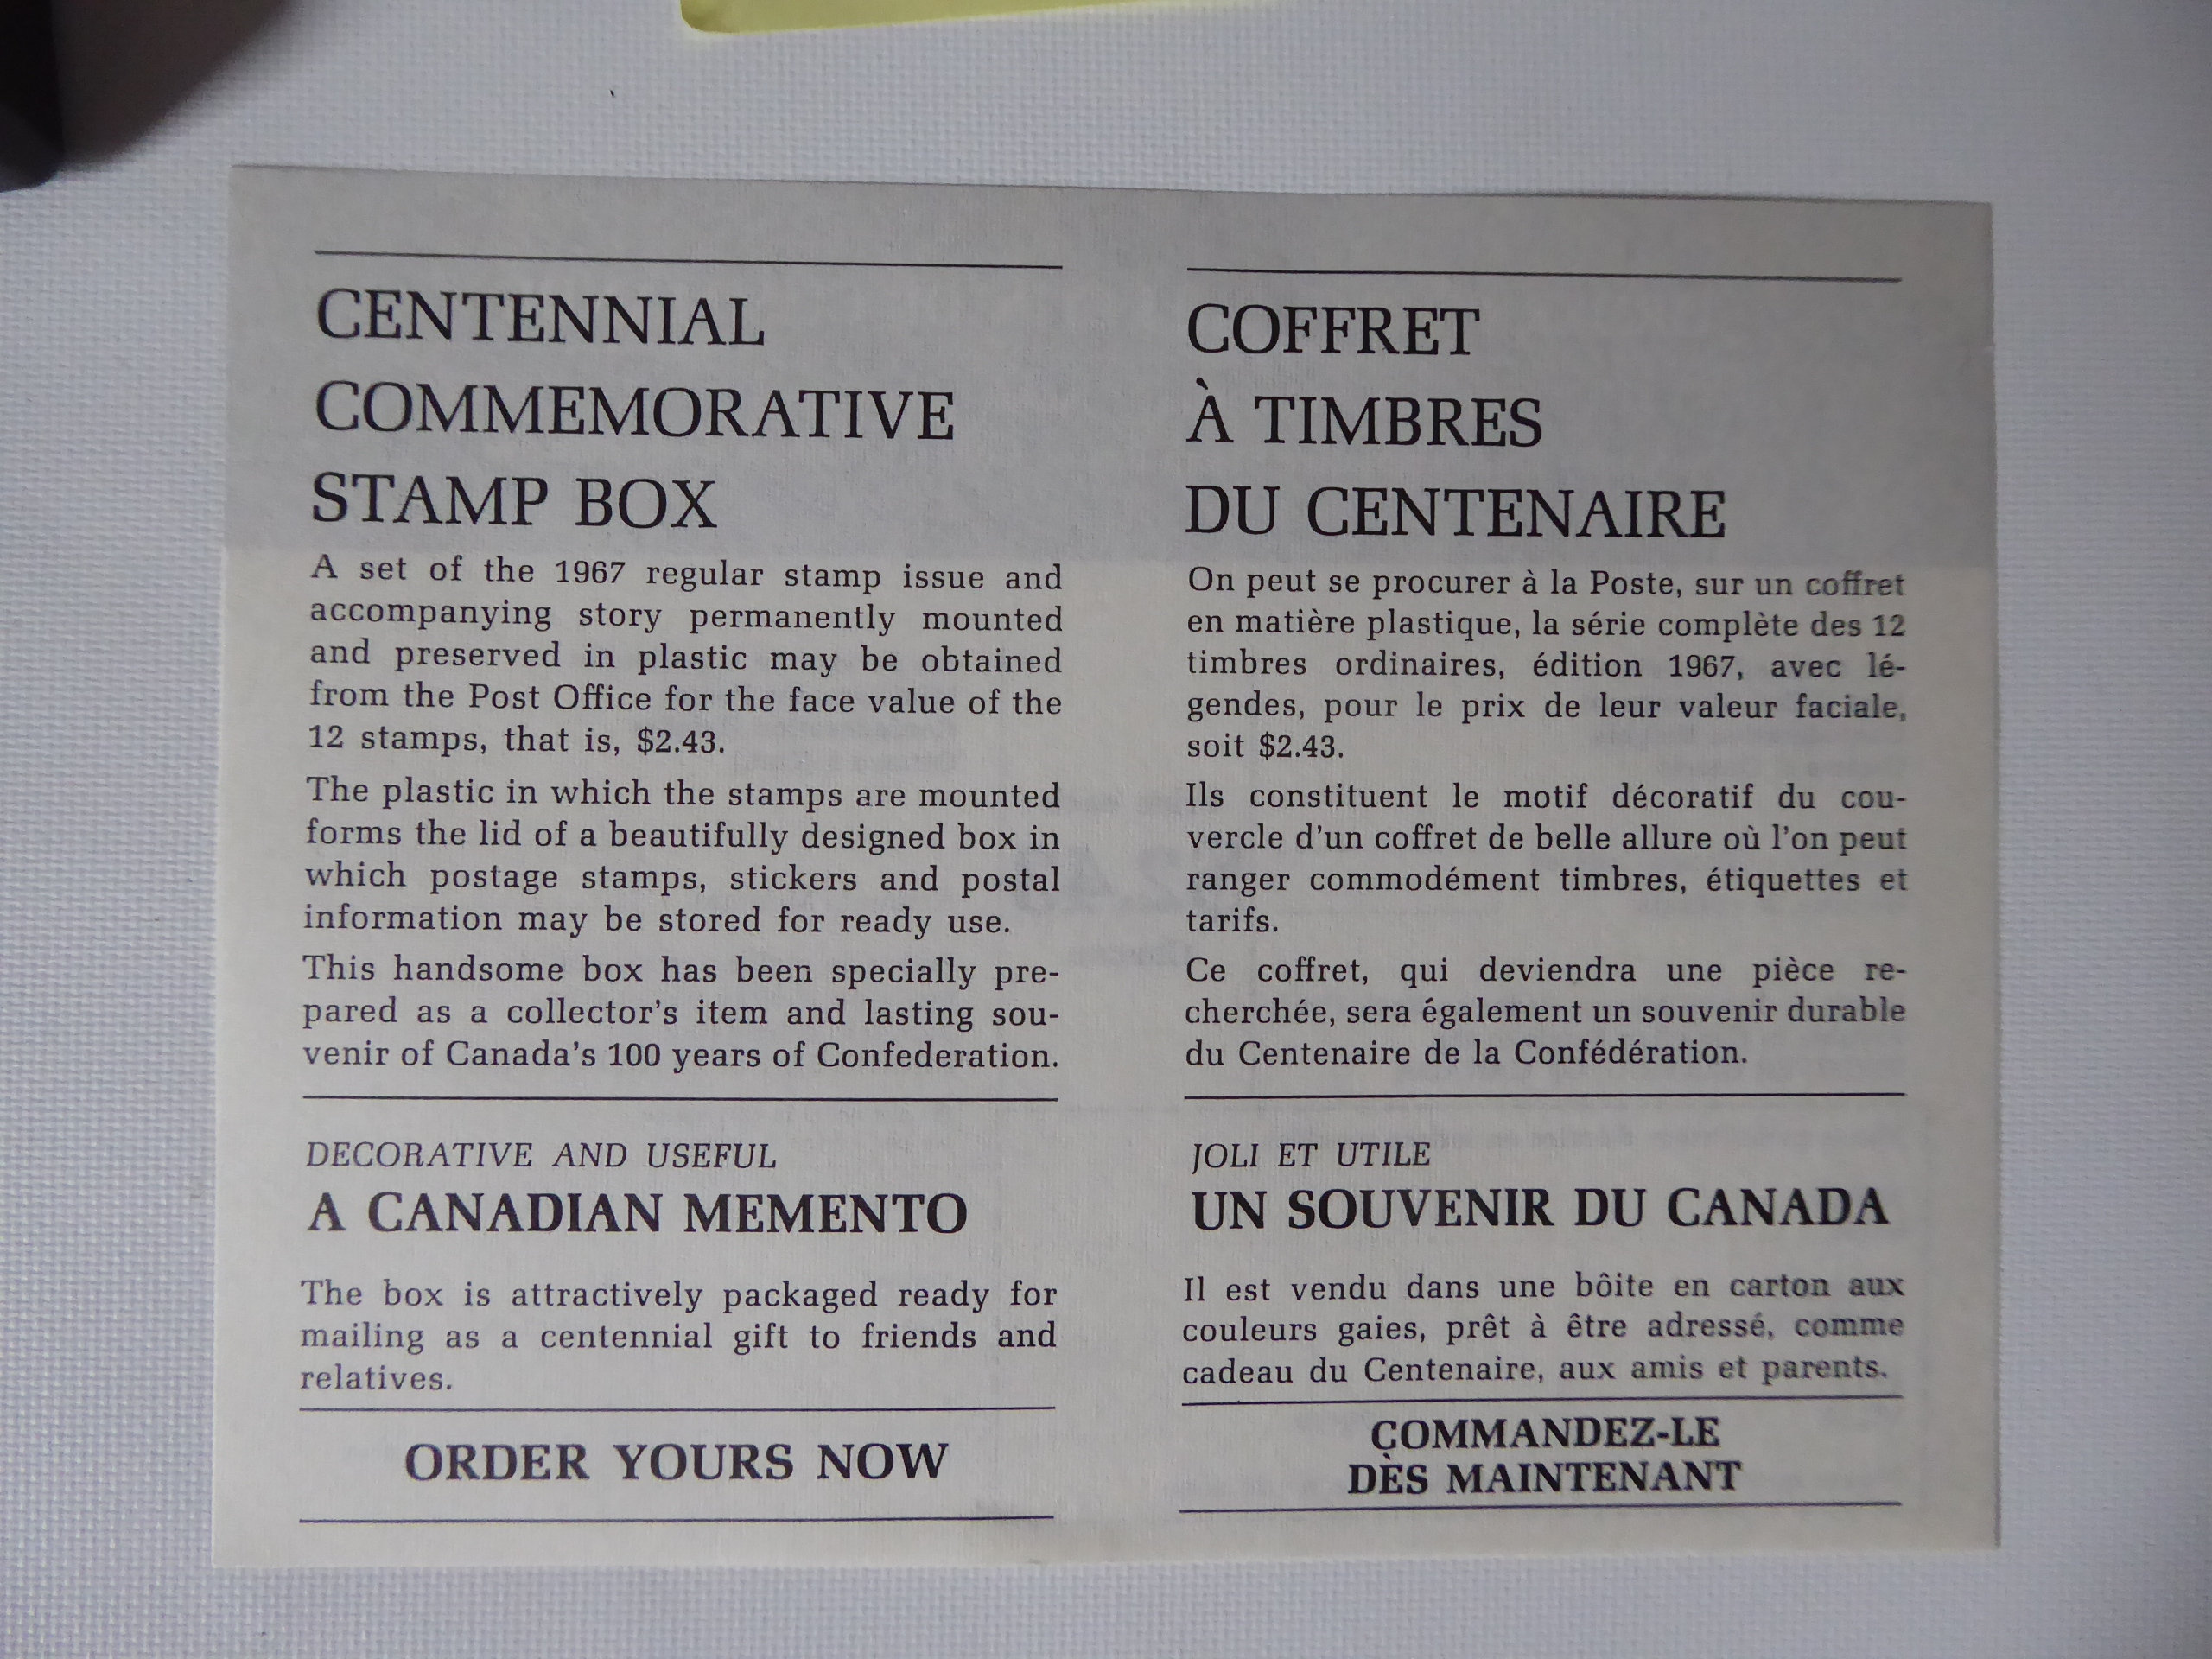 CENTENNIAL
COMMEMORATIVE
STAMP BOX
A set of the 1967 regular stamp issue and
accompanying story permanently mounted
and preserved in plastic may be obtained
from the Post Office for the face value of the
12 stamps, that is, $2.43.
The plastic in which the stamps are mounted
forms the lid of a beautifully designed box in
which postage stamps, stickers and postal
information may be stored for ready use.
This handsome box has been specially pre-
pared as a collector's item and lasting sou-
venir of Canada's 100 years of Confederation.
DECORATIVE AND USEFUL
A CANADIAN MEMENTO
The box is attractively packaged ready for
mailing as a centennial gift to friends and
relatives.
ORDER YOURS NOW
COFFRET
À TIMBRES
DU CENTENAIRE
On peut se procurer à la Poste, sur un coffret
en matière plastique, la série complète des 12
timbres ordinaires, édition 1967, avec lé-
gendes, pour le prix de leur valeur faciale,
soit $2.43.
Ils constituent le motif décoratif du cou-
vercle d'un coffret de belle allure où l'on peut
ranger commodément timbres, étiquettes et
tarifs.
Ce coffret, qui deviendra une pièce re-
cherchée, sera également un souvenir durable
du Centenaire de la Confédération.
JOLI ET UTILE
UN SOUVENIR DU CANADA
Il est vendu dans une bôite en carton aux
couleurs gaies, prêt à être adressé, comme
cadeau du Centenaire, aux amis et parents.
COMMANDEZ-LE
DÈS MAINTENANT